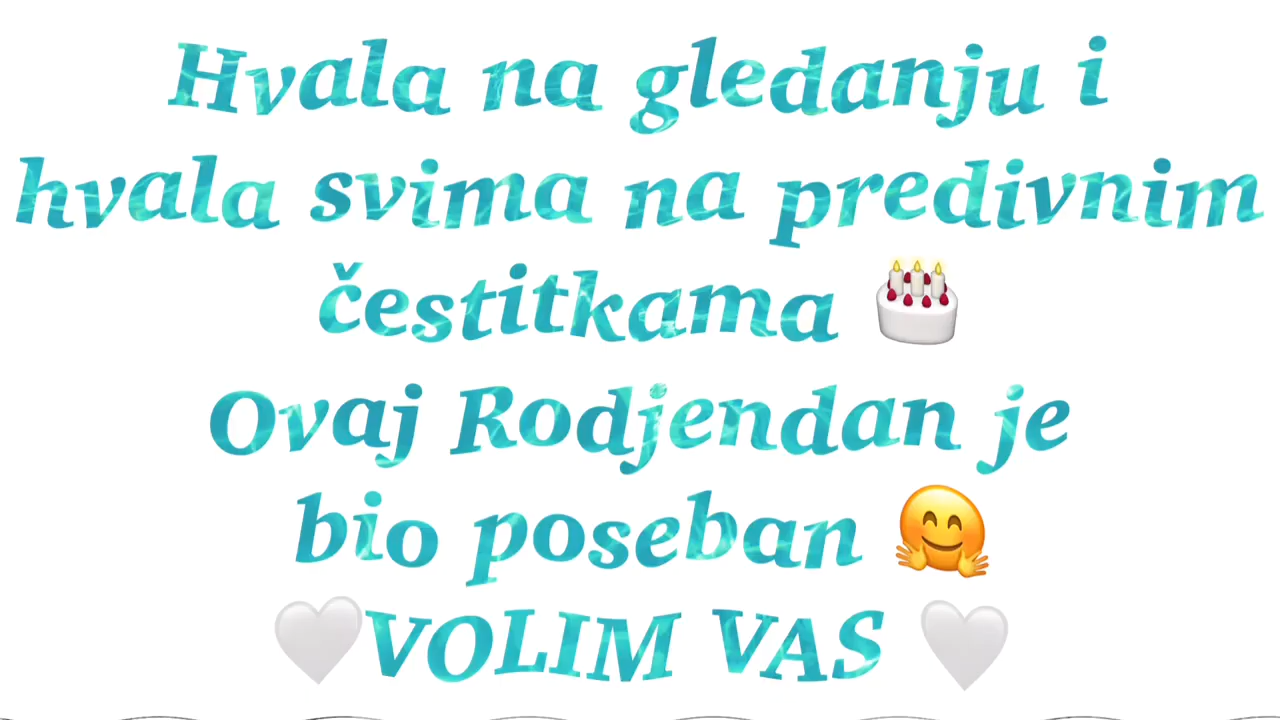 Hvala na gledanju i
hvala svima na predivnim
čestitkama 🎂
Ovaj Rodjendan je
bio poseban 🤗
🤍VOLIM VAS 🤍